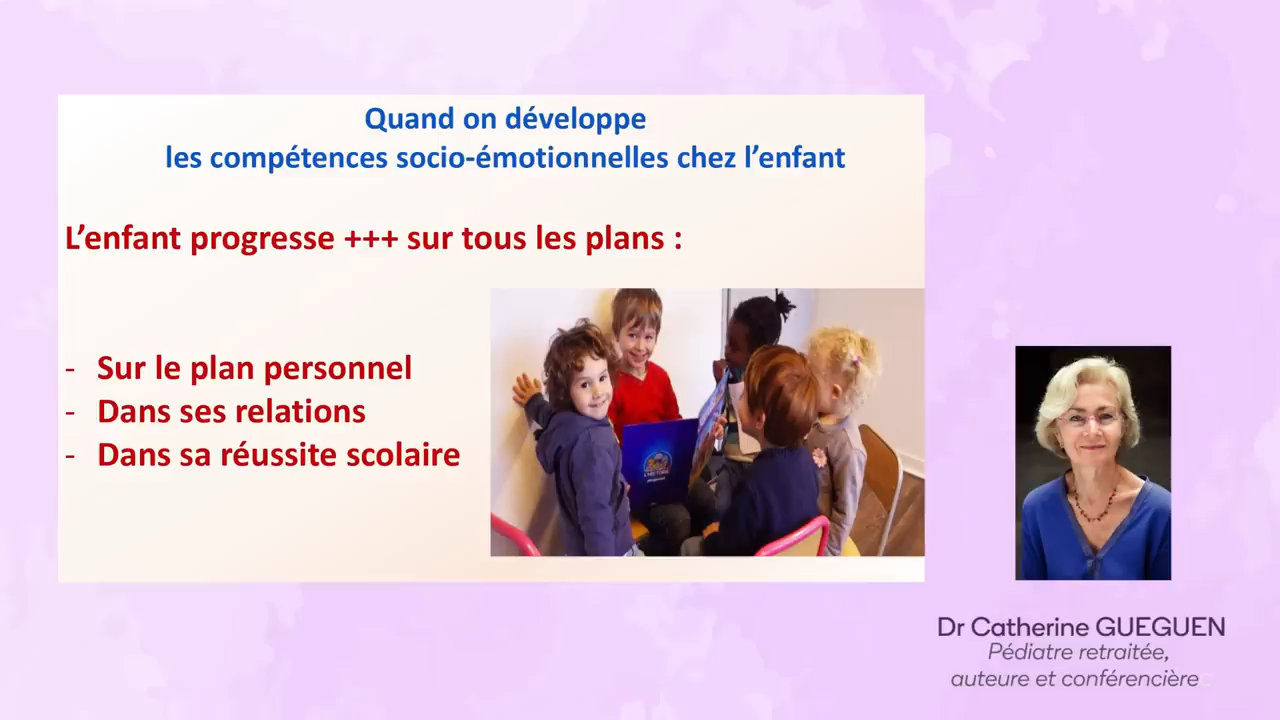 Quand on développe
les compétences socio-émotionnelles chez l’enfant
L’enfant progresse +++ sur tous les plans :
- Sur le plan personnel
- Dans ses relations
- Dans sa réussite scolaire
Dr Catherine GUEGUEN
Pédiatre retraitée,
auteure et conférencière